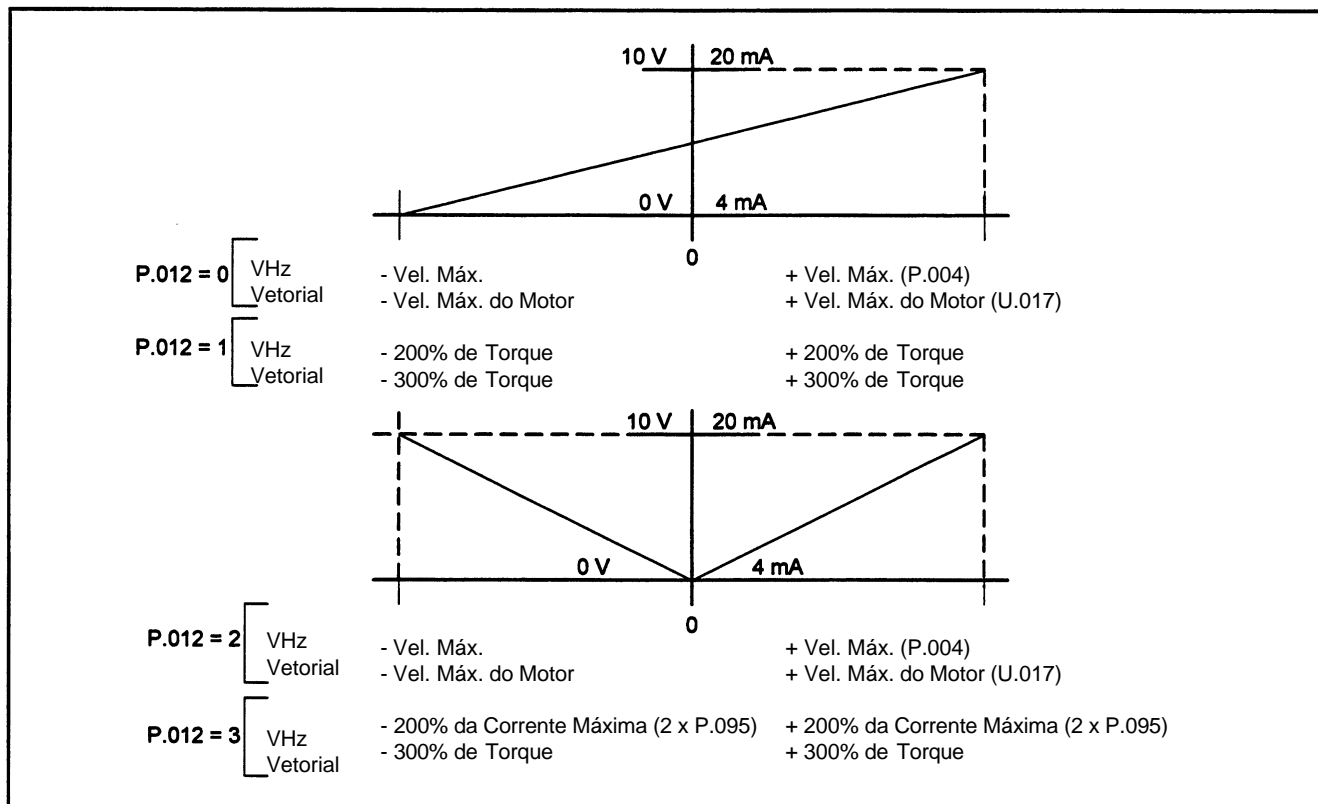 10 V 20 mA
0 V 4 mA
0
P.012 = 0 VHz - Vel. Máx. + Vel. Máx. (P.004)
Vetorial - Vel. Máx. do Motor + Vel. Máx. do Motor (U.017)
P.012 = 1 VHz - 200% de Torque + 200% de Torque
Vetorial - 300% de Torque + 300% de Torque
10 V 20 mA
0 V 4 mA
0
P.012 = 2 VHz - Vel. Máx. + Vel. Máx. (P.004)
Vetorial - Vel. Máx. do Motor + Vel. Máx. do Motor (U.017)
P.012 = 3 VHz - 200% da Corrente Máxima (2 x P.095) + 200% da Corrente Máxima (2 x P.095)
Vetorial - 300% de Torque + 300% de Torque